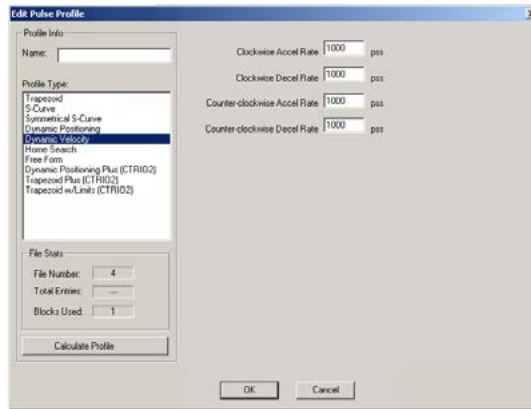 Edit Pulse Profile
Profile Info
Name:
Profile Type:
Trapezoid
S-Curve
Symmetrical S-Curve
Dynamic Positioning
Dynamic Velocity
Home Search
Free Form
Dynamic Positioning Plus (CTRIO2)
Trapezoid Plus (CTRIO2)
Trapezoid w/Limits (CTRIO2)
File Stats
File Number: 4
Total Entries: ---
Blocks Used: 1
Calculate Profile
Clockwise Accel Rate 1000 pss
Clockwise Decel Rate 1000 pss
Counter-clockwise Accel Rate 1000 pss
Counter-clockwise Decel Rate 1000 pss
OK Cancel